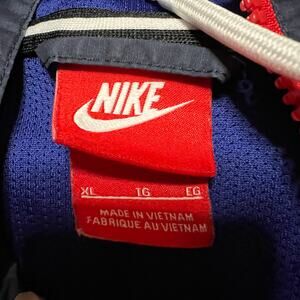 NIKE
XL TG EG
MADE IN VIETNAM
FABRIQUE AU VIETNAM